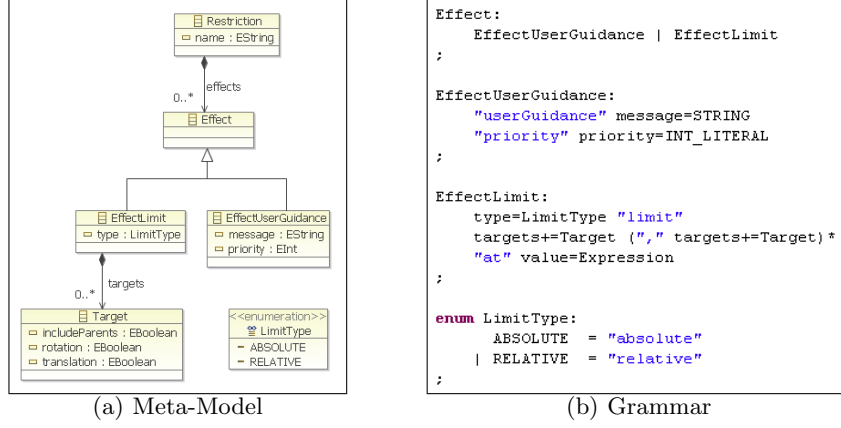 Restriction
name : EString
effects
0..*
Effect
EffectLimit
type : LimitType
EffectUserGuidance
message : EString
priority : EInt
targets
0..*
Target
includeParents : EBoolean
rotation : EBoolean
translation : EBoolean
<<enumeration>>
LimitType
ABSOLUTE
RELATIVE
(a) Meta-Model
Effect:
EffectUserGuidance | EffectLimit
;
EffectUserGuidance:
"userGuidance" message=STRING
"priority" priority=INT_LITERAL
;
EffectLimit:
type=LimitType "limit"
targets+=Target ("," targets+=Target)*
"at" value=Expression
;
enum LimitType:
ABSOLUTE = "absolute"
| RELATIVE = "relative"
;
(b) Grammar